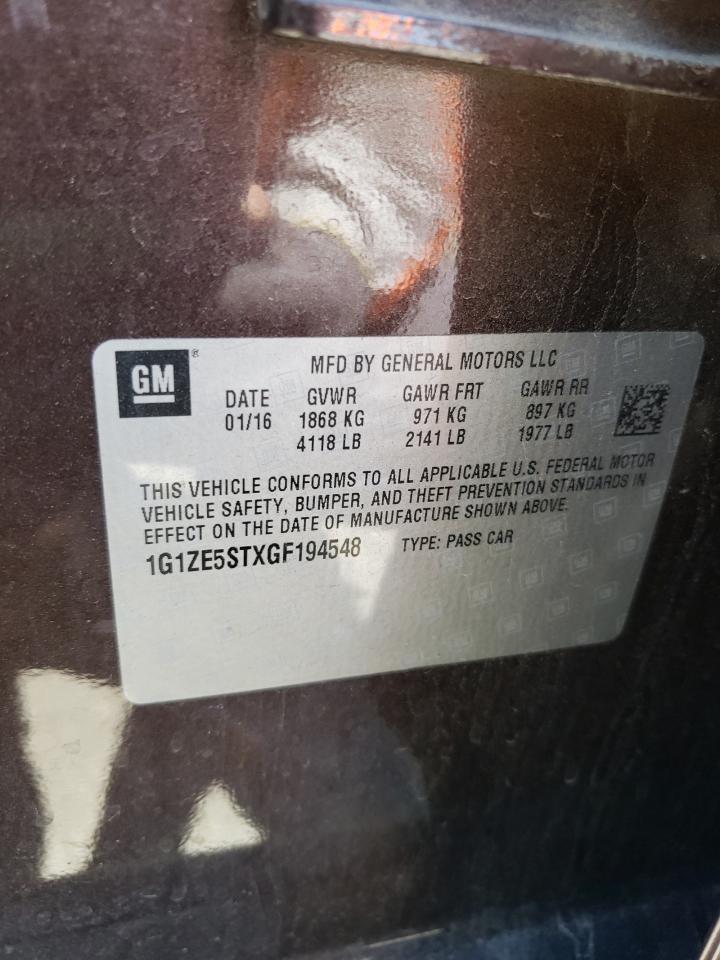 GM®
MFD BY GENERAL MOTORS LLC
DATE GVWR GAWR FRT GAWR RR
01/16 1868 KG 971 KG 897 KG
4118 LB 2141 LB 1977 LB
THIS VEHICLE CONFORMS TO ALL APPLICABLE U.S. FEDERAL MOTOR
VEHICLE SAFETY, BUMPER, AND THEFT PREVENTION STANDARDS IN
EFFECT ON THE DATE OF MANUFACTURE SHOWN ABOVE.
1G1ZE5STXGF194548 TYPE: PASS CAR